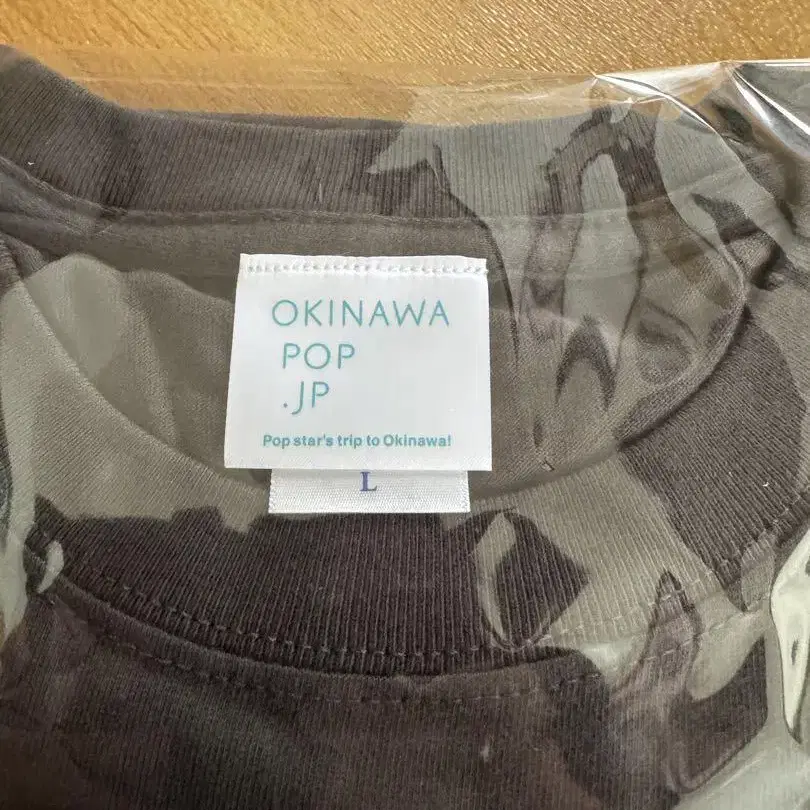 OKINAWA
POP
.JP
Pop star's trip to Okinawa!
L